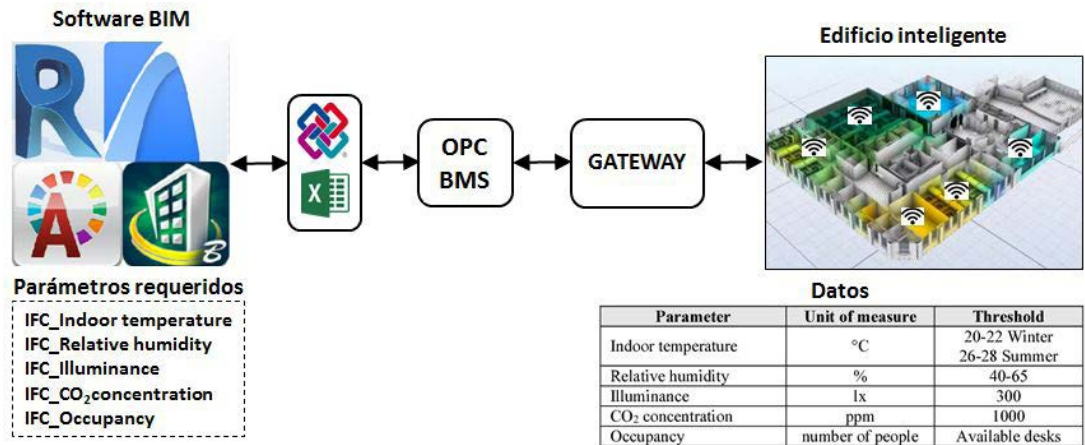 Software BIM
Edificio inteligente
R
A
B
X
OPC
BMS
GATEWAY
Parámetros requeridos
IFC_Indoor temperature
IFC_Relative humidity
IFC_Illuminance
IFC_CO₂concentration
IFC_Occupancy
Datos
Parameter Unit of measure Threshold
Indoor temperature °C 20-22 Winter
26-28 Summer
Relative humidity % 40-65
Illuminance lx 300
CO₂ concentration ppm 1000
Occupancy number of people Available desks